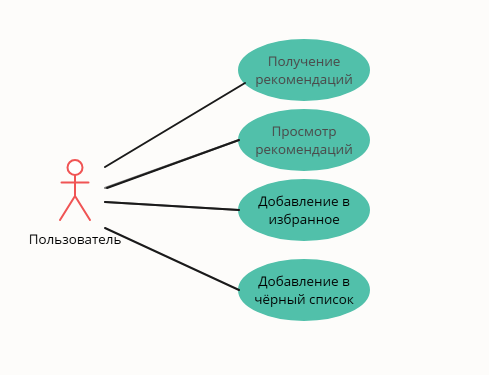 Получение
рекомендаций
Просмотр
рекомендаций
Добавление в
избранное
Пользователь
Добавление в
чёрный список